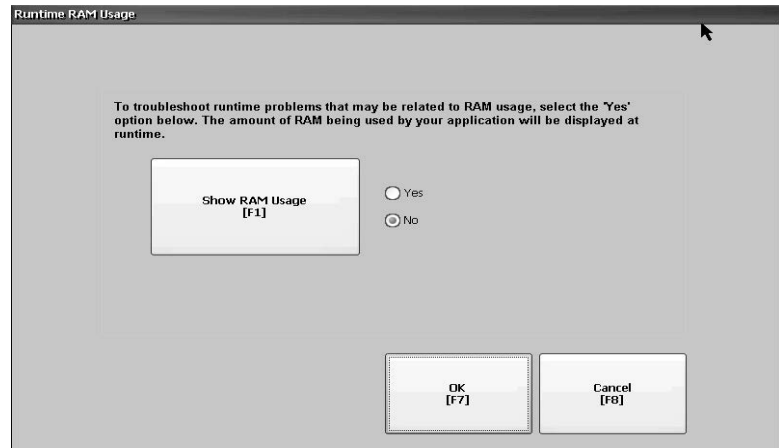 Runtime RAM Usage
To troubleshoot runtime problems that may be related to RAM usage, select the 'Yes'
option below. The amount of RAM being used by your application will be displayed at
runtime.
Show RAM Usage
[F1]
Yes
No
OK
[F7]
Cancel
[F8]